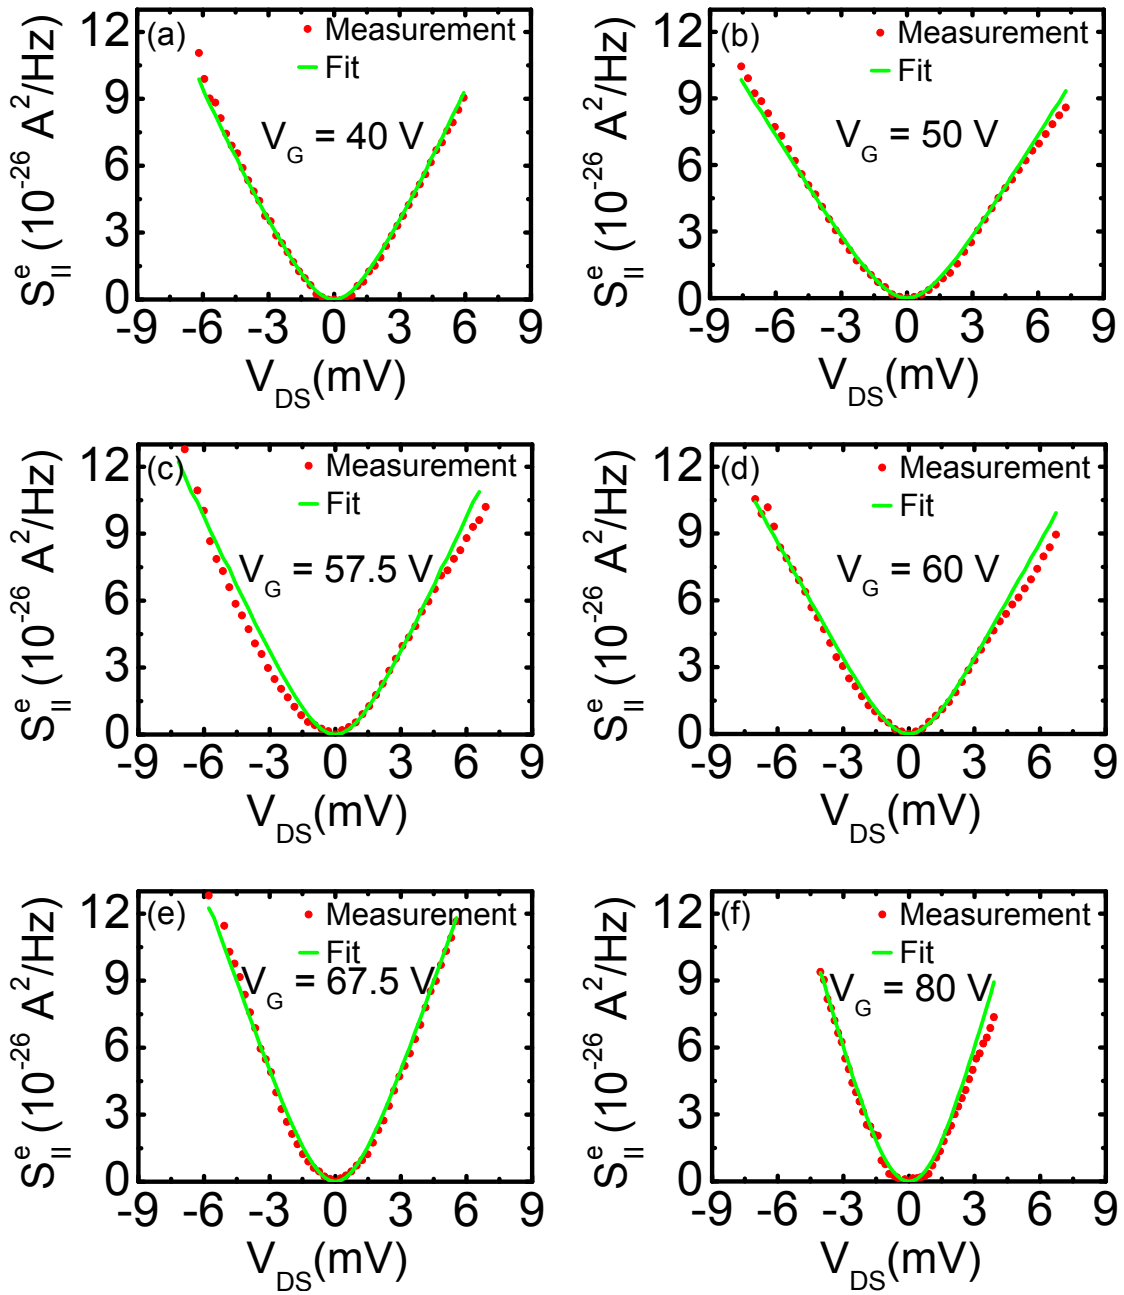 (a) Measurement
Fit
V_G = 40 V
12
9
6
3
0
-9 -6 -3 0 3 6 9
S_II^e (10^-26 A^2/Hz)
V_DS(mV)
(b) Measurement
Fit
V_G = 50 V
12
9
6
3
0
-9 -6 -3 0 3 6 9
S_II^e (10^-26 A^2/Hz)
V_DS(mV)
(c) Measurement
Fit
V_G = 57.5 V
12
9
6
3
0
-9 -6 -3 0 3 6 9
S_II^e (10^-26 A^2/Hz)
V_DS(mV)
(d) Measurement
Fit
V_G = 60 V
12
9
6
3
0
-9 -6 -3 0 3 6 9
S_II^e (10^-26 A^2/Hz)
V_DS(mV)
(e) Measurement
Fit
V_G = 67.5 V
12
9
6
3
0
-9 -6 -3 0 3 6 9
S_II^e (10^-26 A^2/Hz)
V_DS(mV)
(f) Measurement
Fit
V_G = 80 V
12
9
6
3
0
-9 -6 -3 0 3 6 9
S_II^e (10^-26 A^2/Hz)
V_DS(mV)